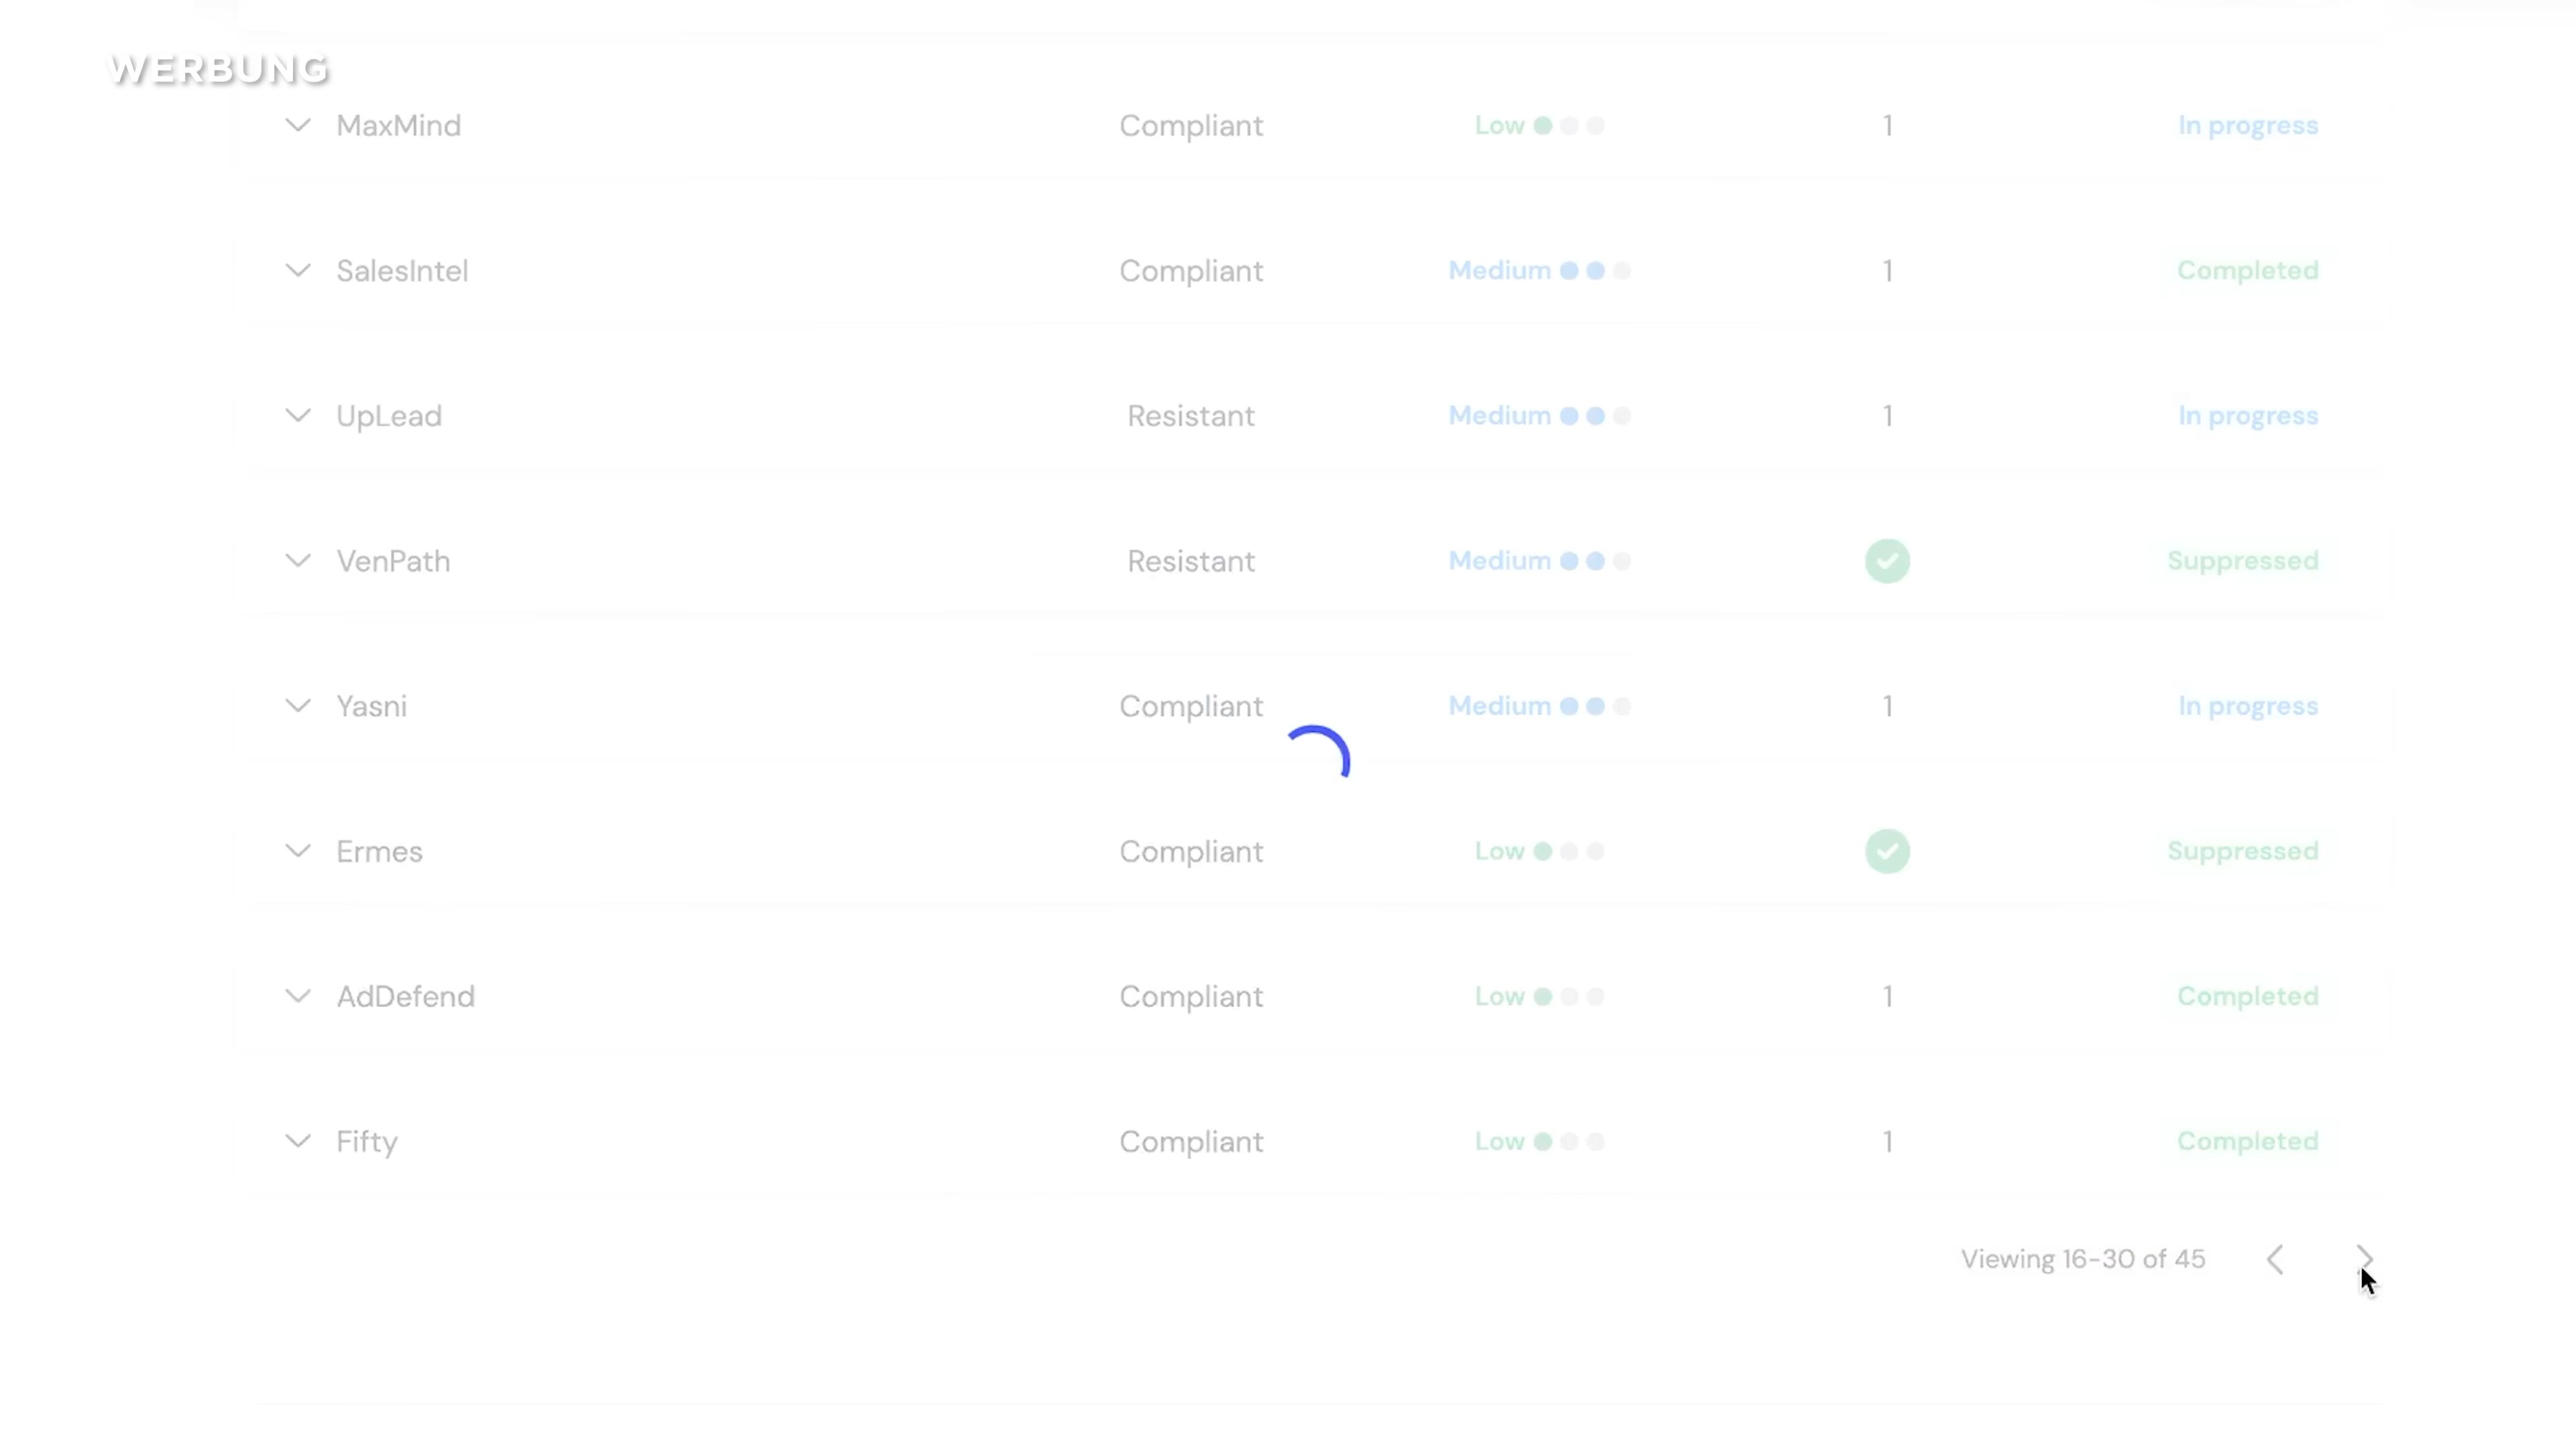 WERBUNG
MaxMind Compliant Low 1 In progress
SalesIntel Compliant Medium 1 Completed
UpLead Resistant Medium 1 In progress
VenPath Resistant Medium Suppressed
Yasni Compliant Medium 1 In progress
Ermes Compliant Low Suppressed
AdDefend Compliant Low 1 Completed
Fifty Compliant Low 1 Completed
Viewing 16-30 of 45